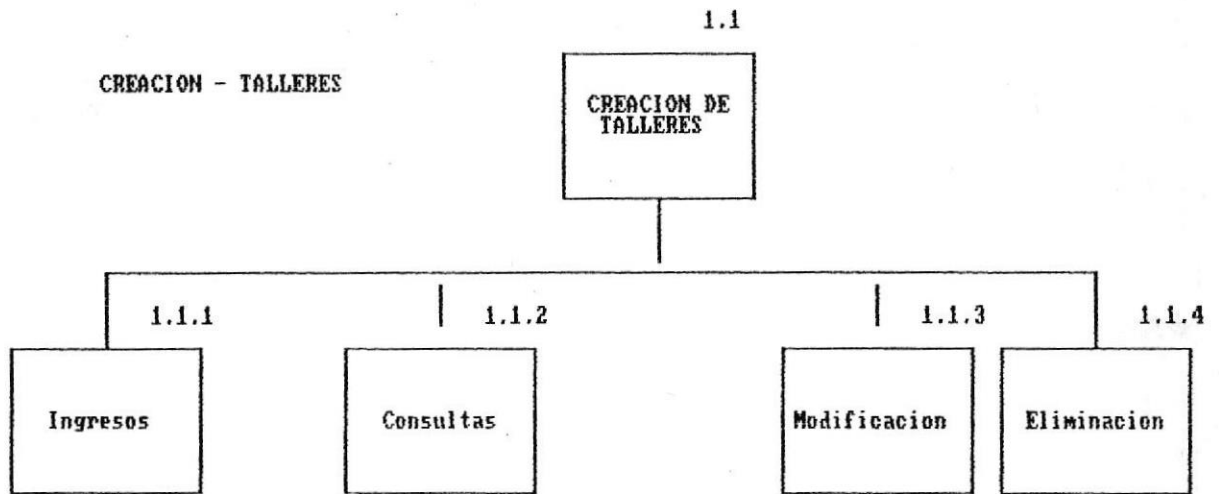 1.1
CREACION - TALLERES
CREACION DE
TALLERES
1.1.1
1.1.2
1.1.3
1.1.4
Ingresos
Consultas
Modificacion
Eliminacion